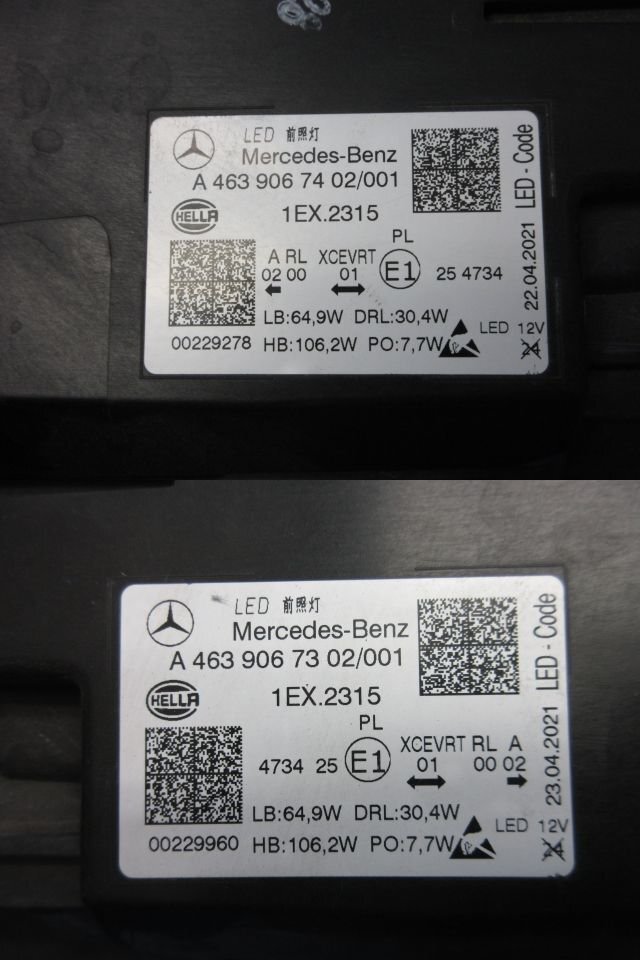 LED 前照灯
Mercedes-Benz
A 463 906 74 02/001
HELLA
1EX.2315
PL
A RL XCEVRT
02 00 01 E1 25 4734
LB:64,9W DRL:30,4W
LED 12V
00229278 HB:106,2W PO:7,7W
24
22.04.2021 LED-Code
LED 前照灯
Mercedes-Benz
A 463 906 73 02/001
HELLA
1EX.2315
PL
XCEVRT RL A
4734 25 E1 01 00 02
LB:64,9W DRL:30,4W
LED 12V
00229960 HB:106,2W PO:7,7W
24
23.04.2021 LED-Code